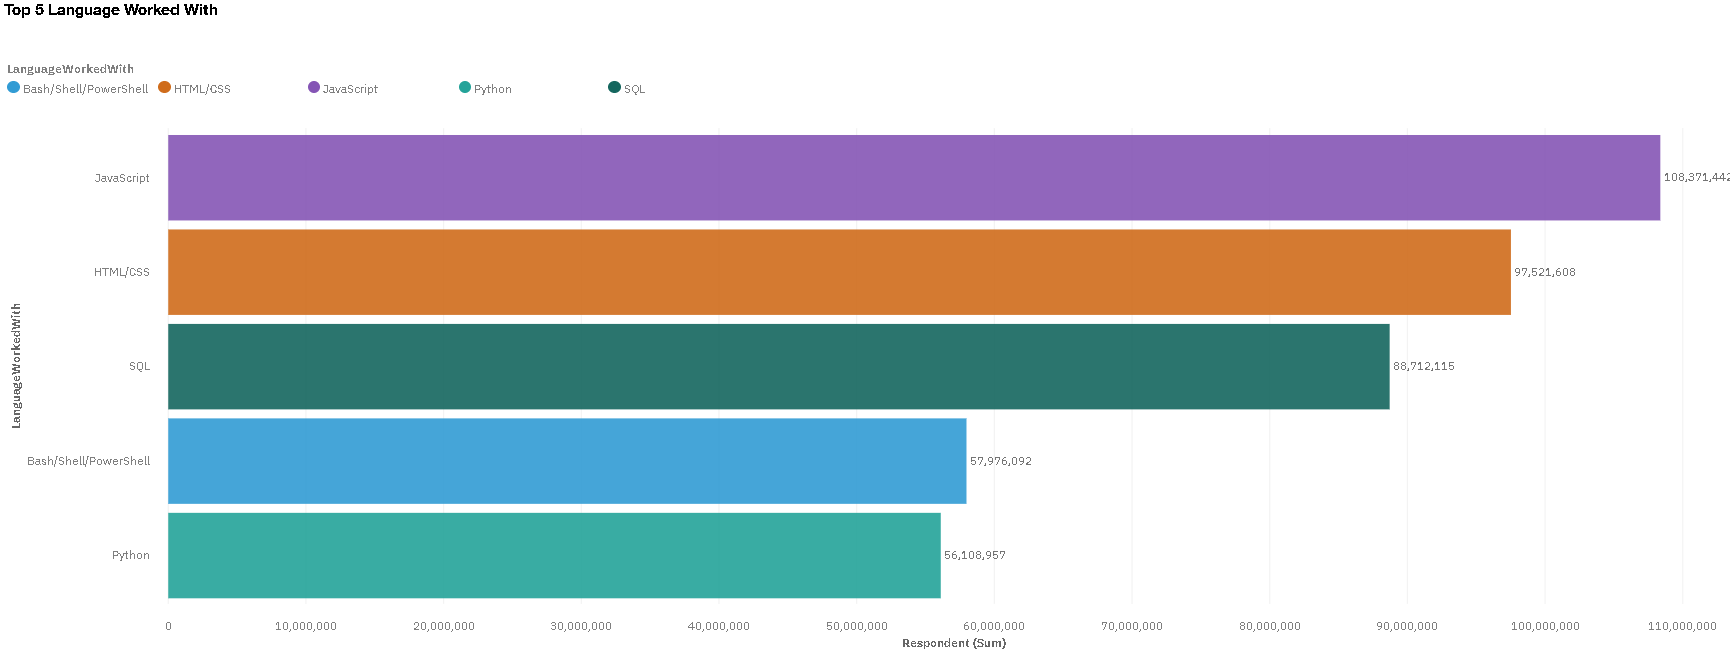 Top 5 Language Worked With
LanguageWorkedWith
Bash/Shell/PowerShell HTML/CSS JavaScript Python SQL
JavaScript 108,371,442
HTML/CSS 97,521,608
SQL 88,712,115
Bash/Shell/PowerShell 57,976,092
Python 56,108,957
LanguageWorkedWith
0 10,000,000 20,000,000 30,000,000 40,000,000 50,000,000 60,000,000 70,000,000 80,000,000 90,000,000 100,000,000 110,000,000
Respondent (Sum)